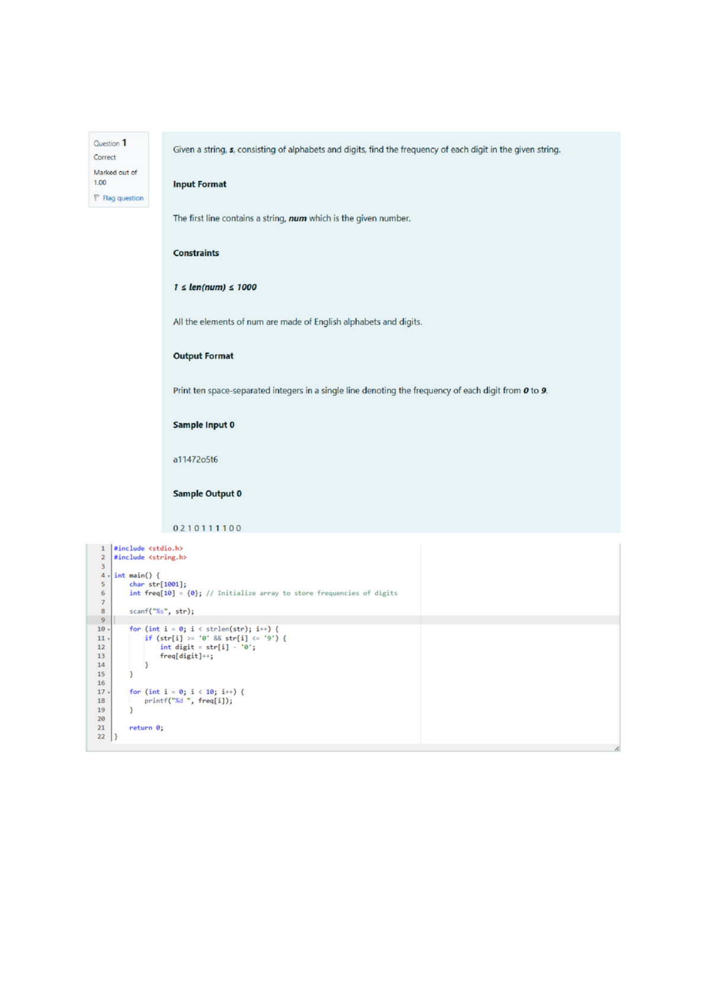 Question 1
Correct
Marked out of
1.00
Flag question
Given a string, s, consisting of alphabets and digits, find the frequency of each digit in the given string.
Input Format
The first line contains a string, num which is the given number.
Constraints
1 ≤ len(num) ≤ 1000
All the elements of num are made of English alphabets and digits.
Output Format
Print ten space-separated integers in a single line denoting the frequency of each digit from 0 to 9.
Sample Input 0
a11472o5t6
Sample Output 0
0 2 1 0 1 1 1 1 0 0
1 #include <stdio.h>
2 #include <string.h>
3
4 int main() {
5 char str[1001];
6 int freq[10] = {0}; // Initialize array to store frequencies of digits
7
8 scanf("%s", str);
9
10 for (int i = 0; i < strlen(str); i++) {
11 if (str[i] >= '0' && str[i] <= '9') {
12 int digit = str[i] - '0';
13 freq[digit]++;
14 }
15 }
16
17 for (int i = 0; i < 10; i++) {
18 printf("%d ", freq[i]);
19 }
20
21 return 0;
22 }